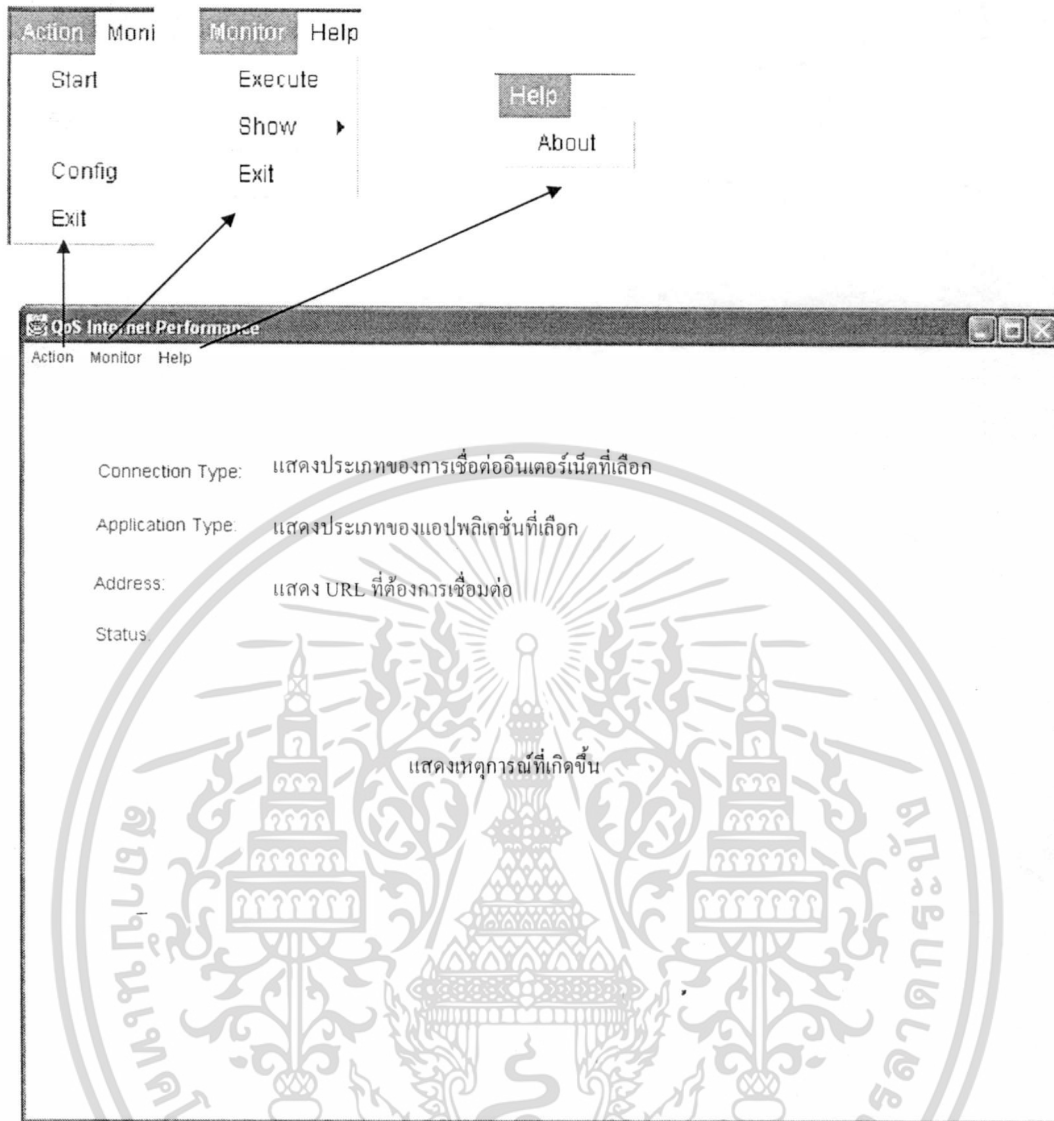 Action Moni
Start
Config
Exit
Monitor Help
Execute
Show
Exit
Help
About
QoS Internet Performance
Action Monitor Help
Connection Type: แสดงประเภทของการเชื่อต่ออินเตอร์เน็ตที่เลือก
Application Type: แสดงประเภทของแอปพลิเคชั่นที่เลือก
Address: แสดง URL ที่ต้องการเชื่อมต่อ
Status:
แสดงเหตุการณ์ที่เกิดขึ้น